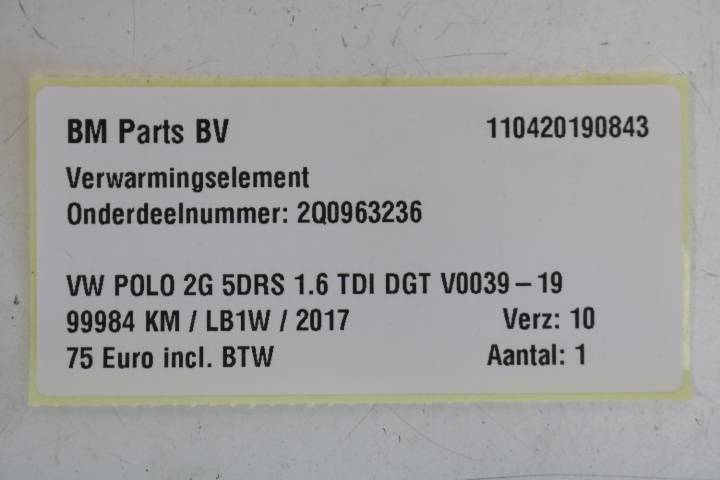 BM Parts BV 110420190843
Verwarmingselement
Onderdeelnummer: 2Q0963236
VW POLO 2G 5DRS 1.6 TDI DGT V0039 – 19
99984 KM / LB1W / 2017 Verz: 10
75 Euro incl. BTW Aantal: 1